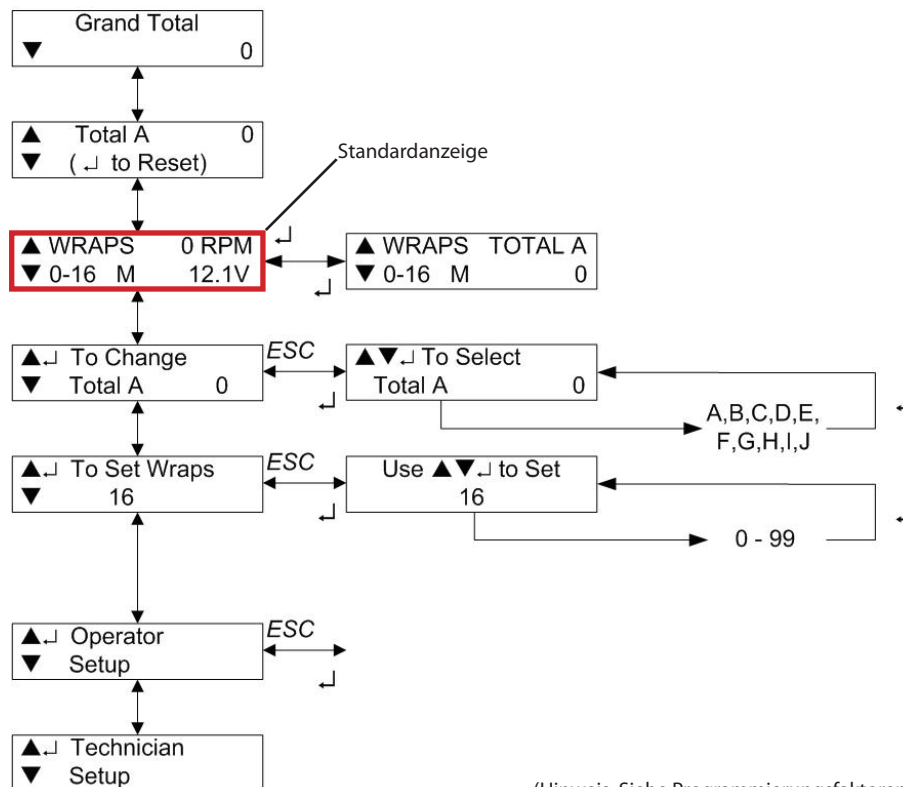 Grand Total
▼ 0
▲ Total A 0
▼ (↵ to Reset)
Standardanzeige
▲ WRAPS 0 RPM
▼ 0-16 M 12.1V
↵
↵
▲ WRAPS TOTAL A
▼ 0-16 M 0
▲↵ To Change
▼ Total A 0
ESC
↵
▲▼↵ To Select
Total A 0
A,B,C,D,E,
F,G,H,I,J
▲↵ To Set Wraps
▼ 16
ESC
↵
Use ▲▼↵ to Set
16
0 - 99
▲↵ Operator
▼ Setup
ESC
↵
▲↵ Technician
▼ Setup